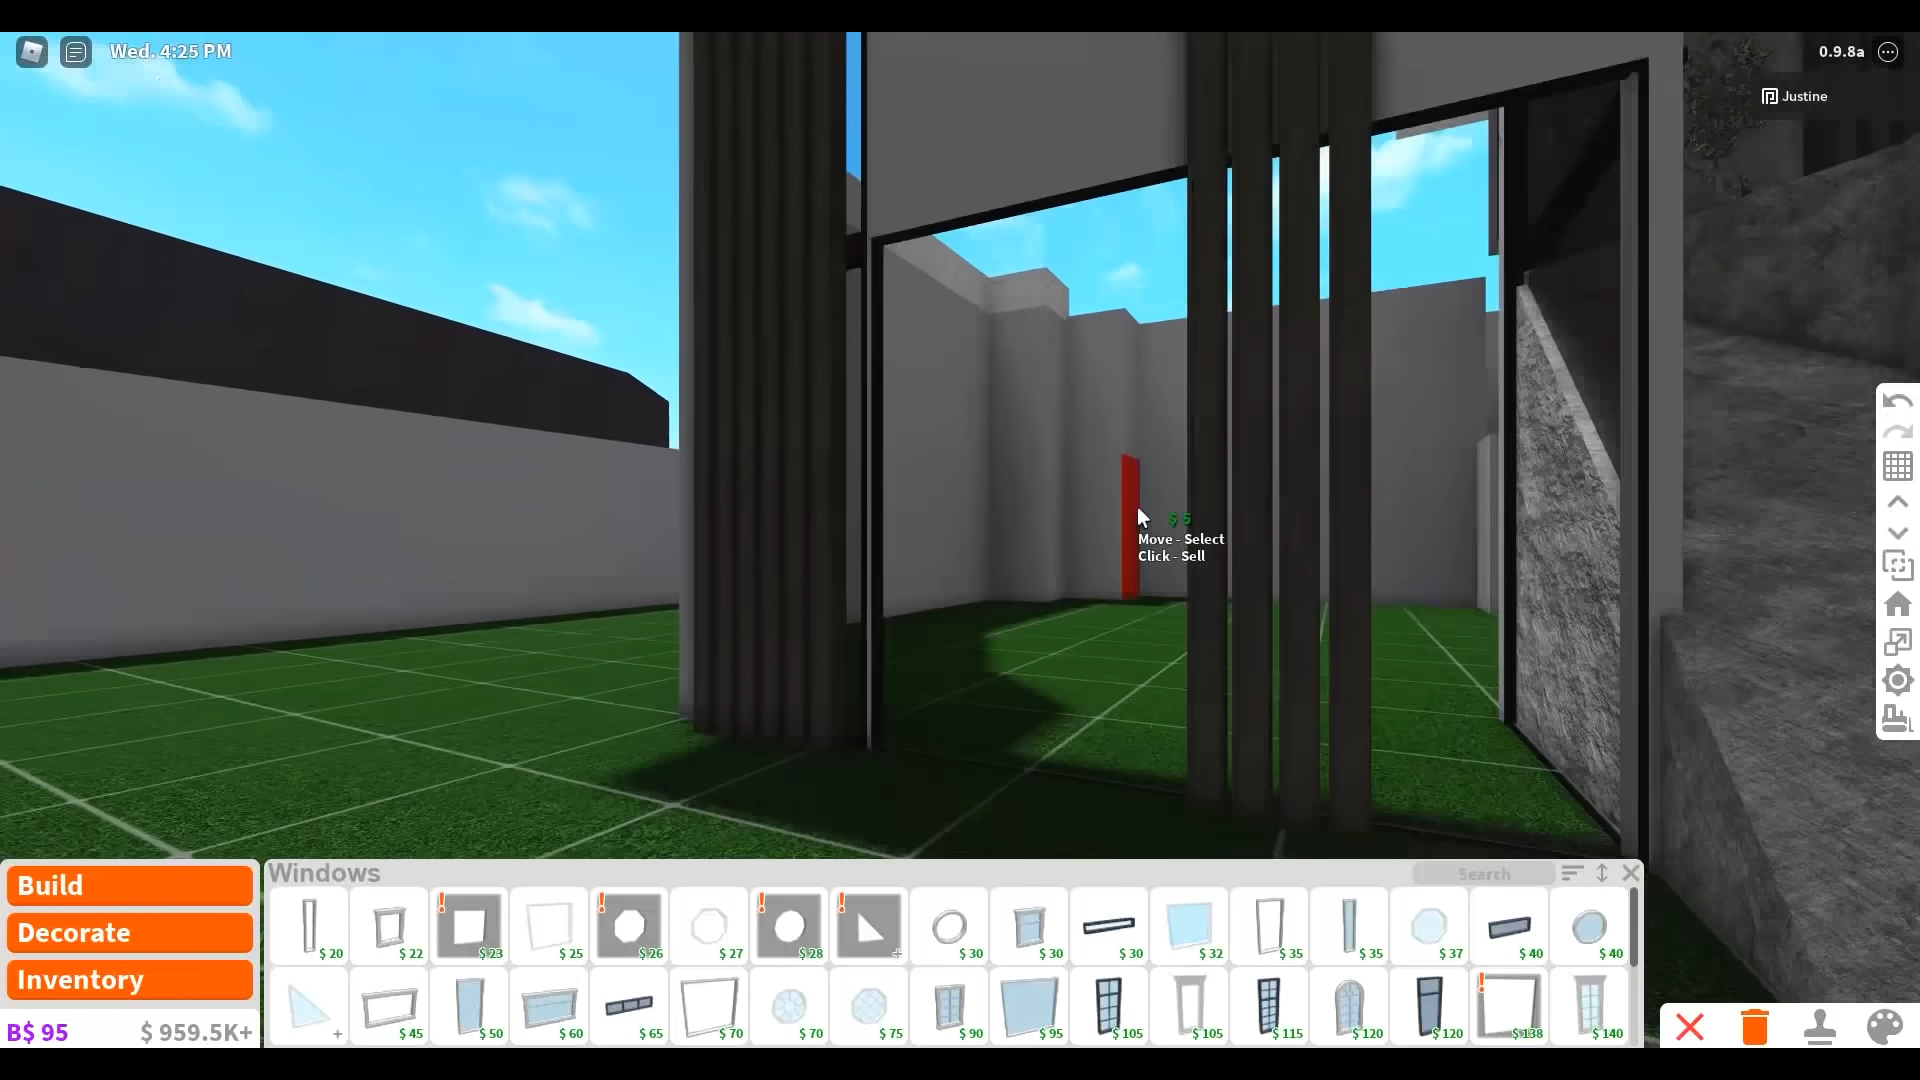 Wed. 4:25 PM
0.9.8a
Justine
$ 5
Move - Select
Click - Sell
Build
Decorate
Inventory
B$ 95
$ 959.5K+
Windows
Search
$ 20
$ 22
$ 23
$ 25
$ 26
$ 27
$ 28
$ 30
$ 30
$ 30
$ 32
$ 35
$ 35
$ 37
$ 40
$ 40
$ 45
$ 50
$ 60
$ 65
$ 70
$ 70
$ 75
$ 90
$ 95
$ 105
$ 105
$ 115
$ 120
$ 120
$ 138
$ 140